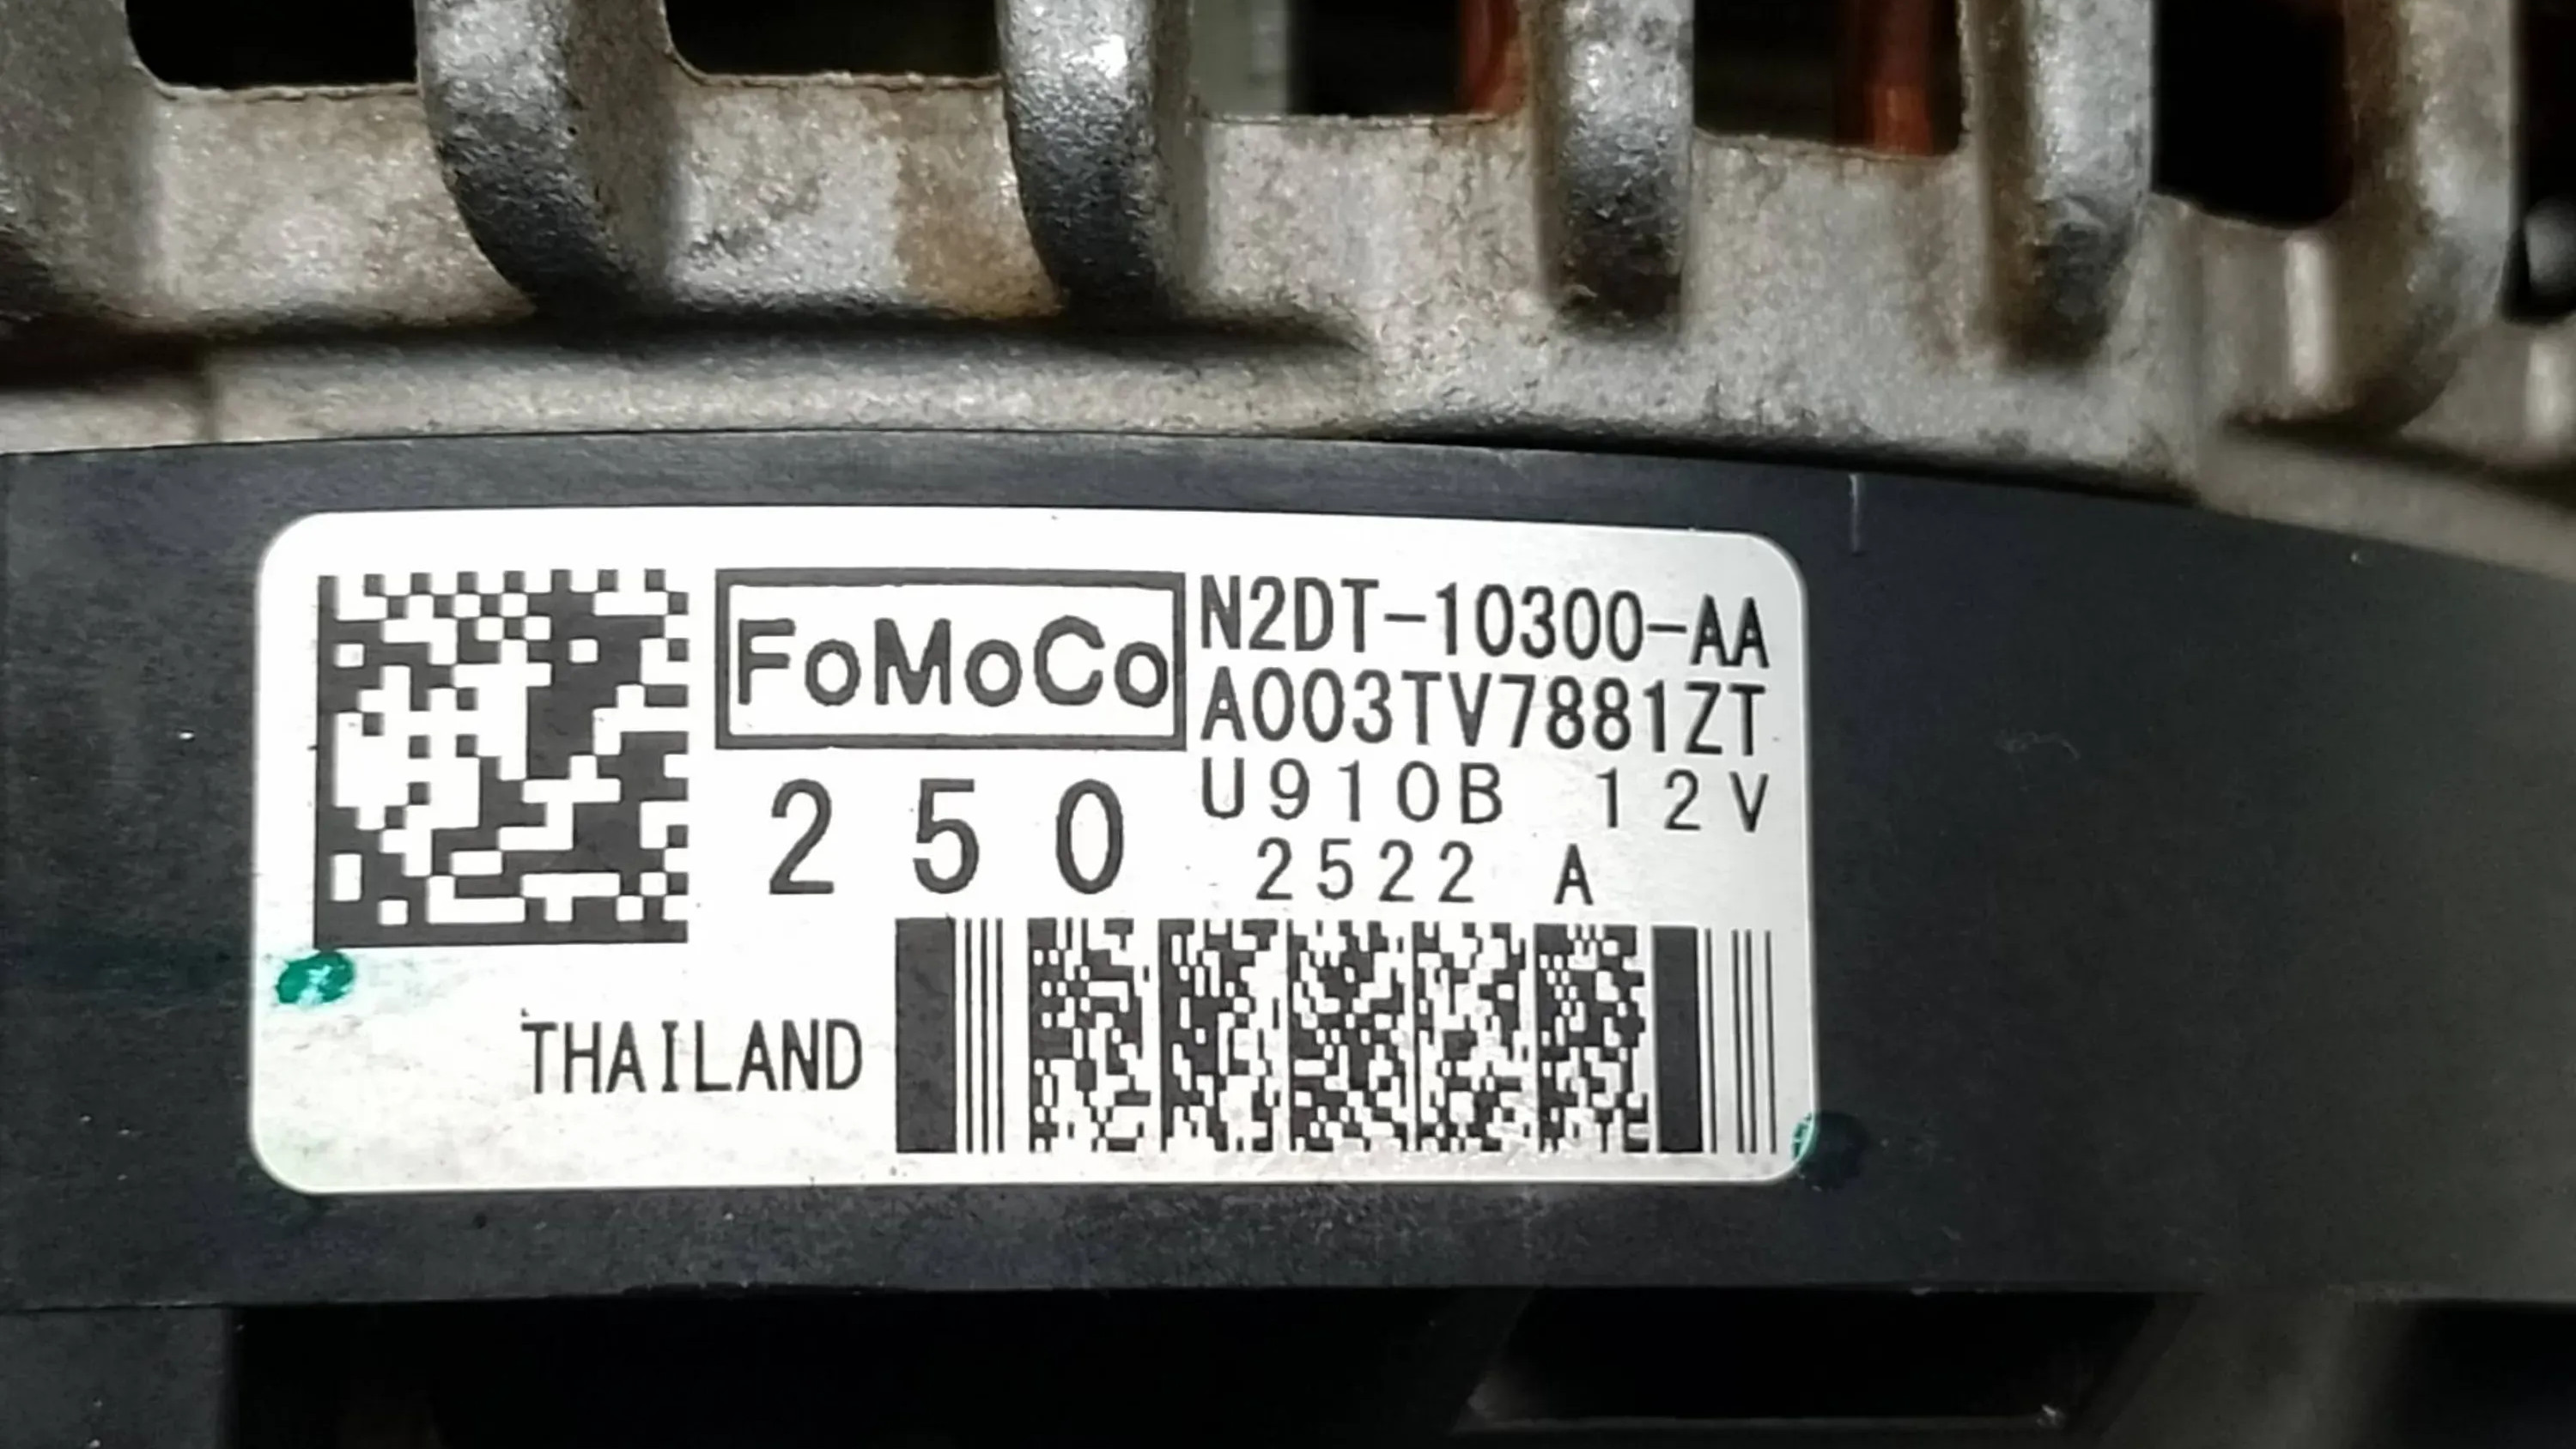 FoMoCo
N2DT-10300-AA
A003TV7881ZT
U910B 12V
250
2522 A
THAILAND